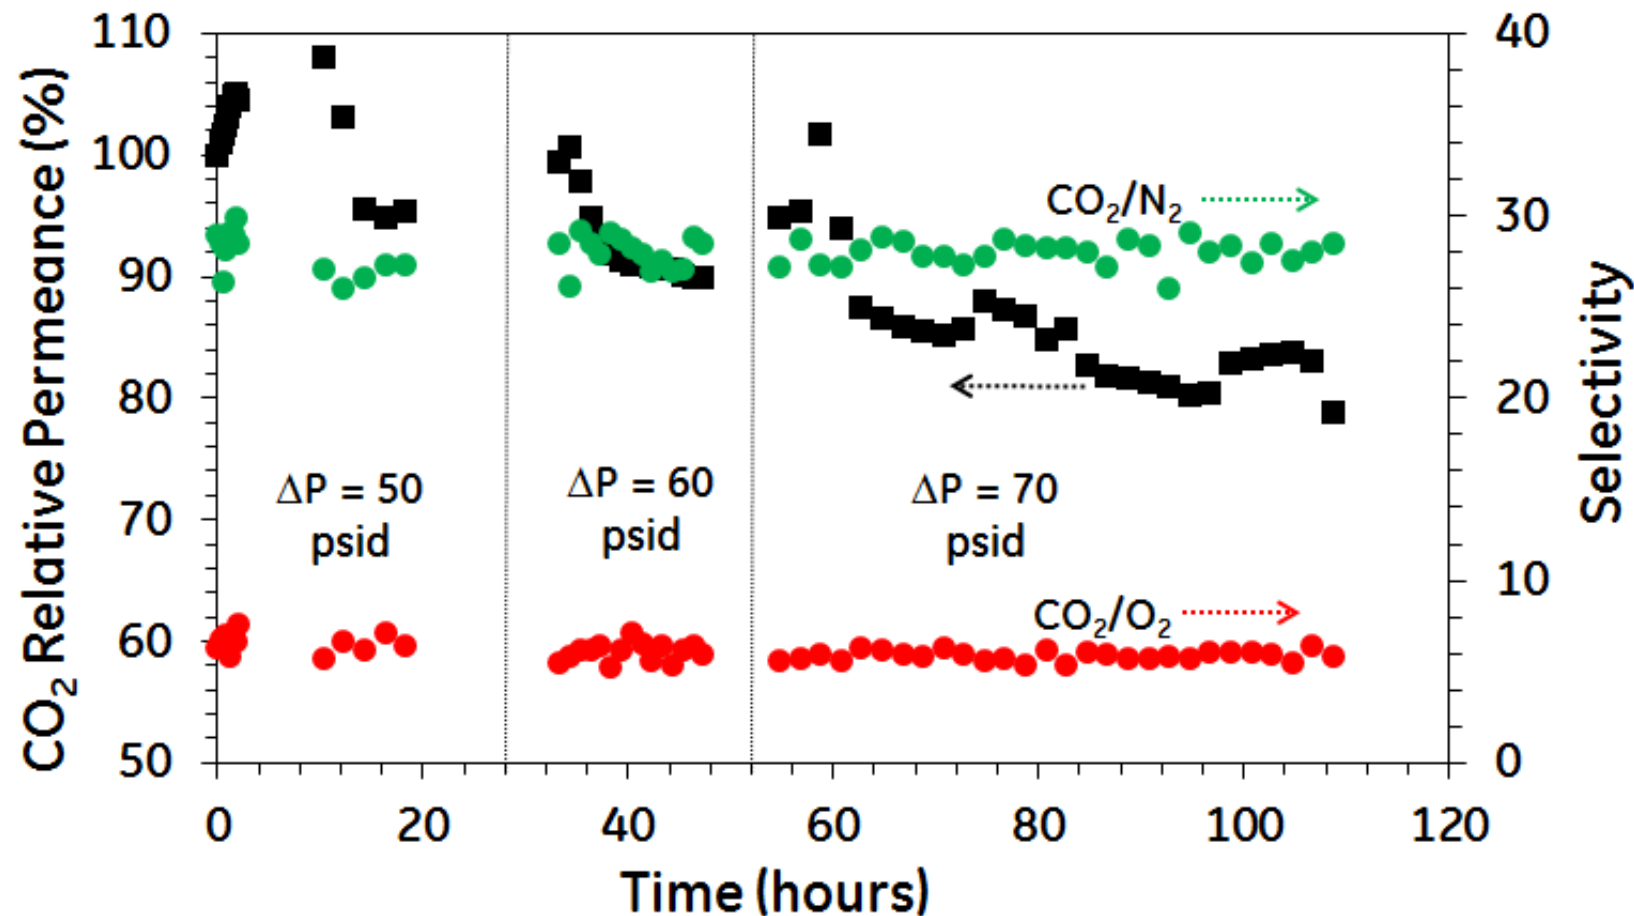 CO₂ Relative Permeance (%)
110
100
90
80
70
60
50
40
30
20
10
0
Selectivity
CO₂/N₂
ΔP = 50
psid
ΔP = 60
psid
ΔP = 70
psid
CO₂/O₂
0
20
40
60
80
100
120
Time (hours)